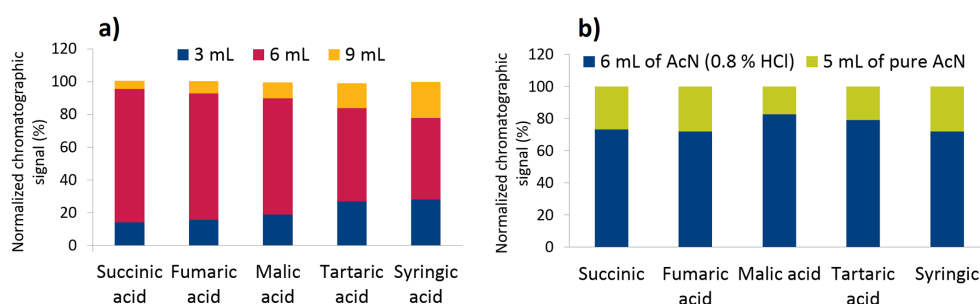 a)
3 mL 6 mL 9 mL
Normalized chromatographic
signal (%)
120
100
80
60
40
20
0
Succinic Fumaric Malic Tartaric Syringic
acid acid acid acid acid
b)
6 mL of AcN (0.8 % HCl) 5 mL of pure AcN
Normalized chromatographic
signal (%)
120
100
80
60
40
20
0
Succinic Fumaric Malic acid Tartaric Syringic
acid acid